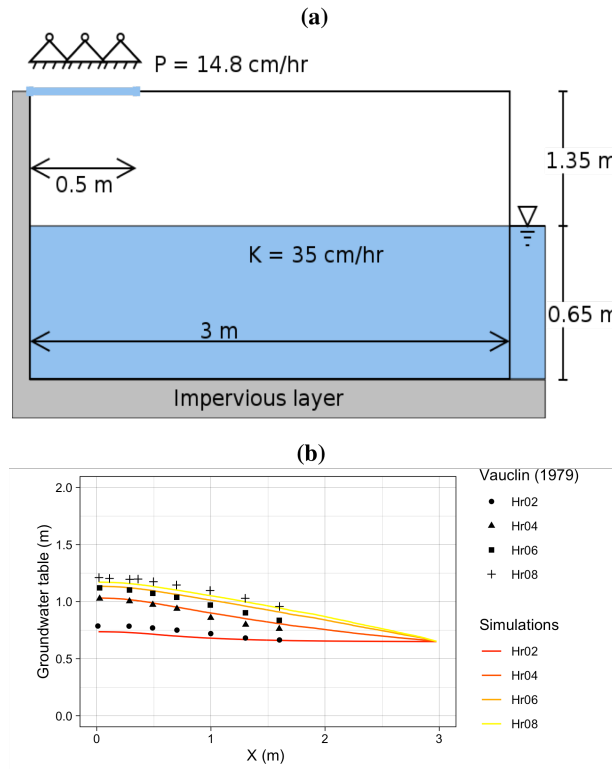 (a)
P = 14.8 cm/hr
1.35 m
0.5 m
K = 35 cm/hr
0.65 m
3 m
Impervious layer
(b)
Vauclin (1979)
Hr02
Hr04
Hr06
Hr08
Simulations
Hr02
Hr04
Hr06
Hr08
Groundwater table (m)
2.0
1.5
1.0
0.5
0.0
0 1 2 3
X (m)